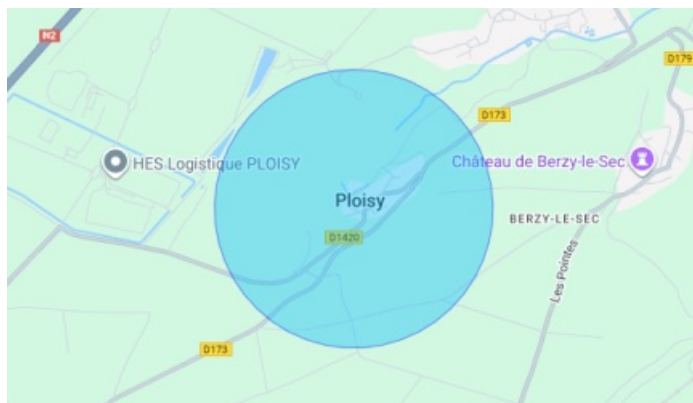 N2
D179
D173
HES Logistique PLOISY
Château de Berzy-le-Sec
Ploisy
BERZY-LE-SEC
D1420
Les Pointes
D173